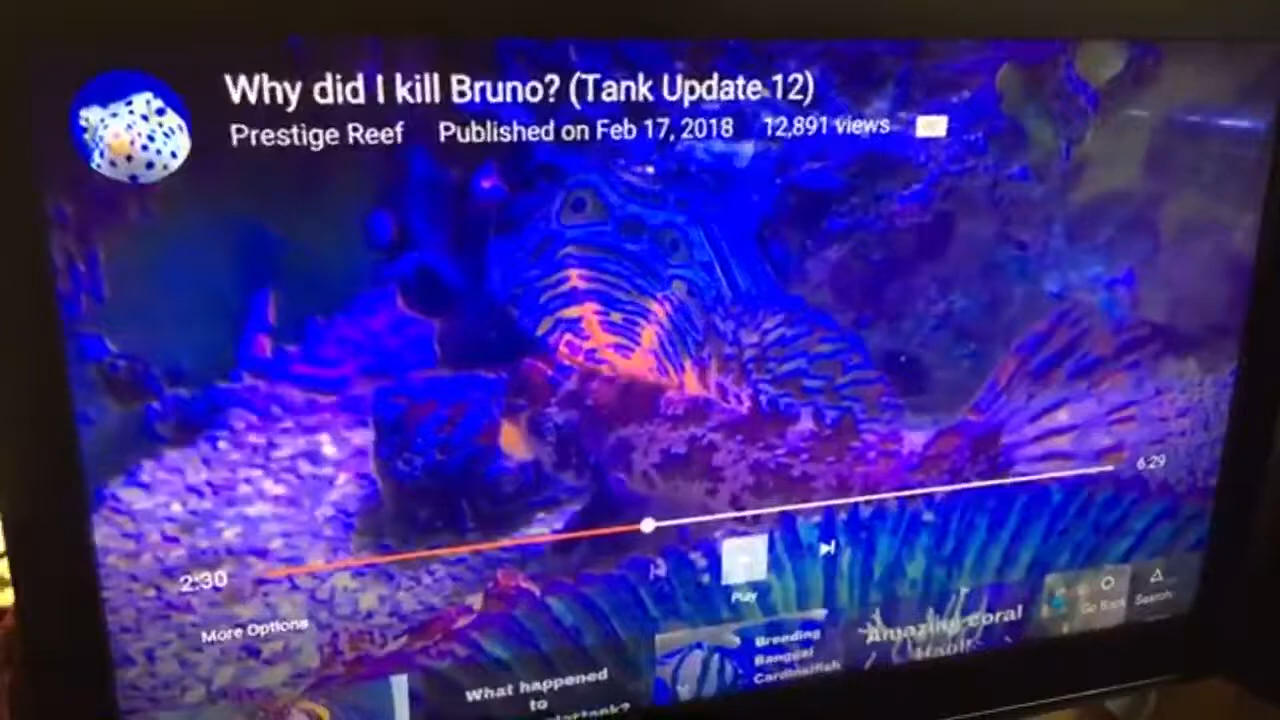 Why did I kill Bruno? (Tank Update 12)
Prestige Reef Published on Feb 17, 2018 12,891 views
6:29
2:30
Play
More Options
Go Back Search
What happened
to
Breeding
Banggai
Cardinalfish
Amazing coral